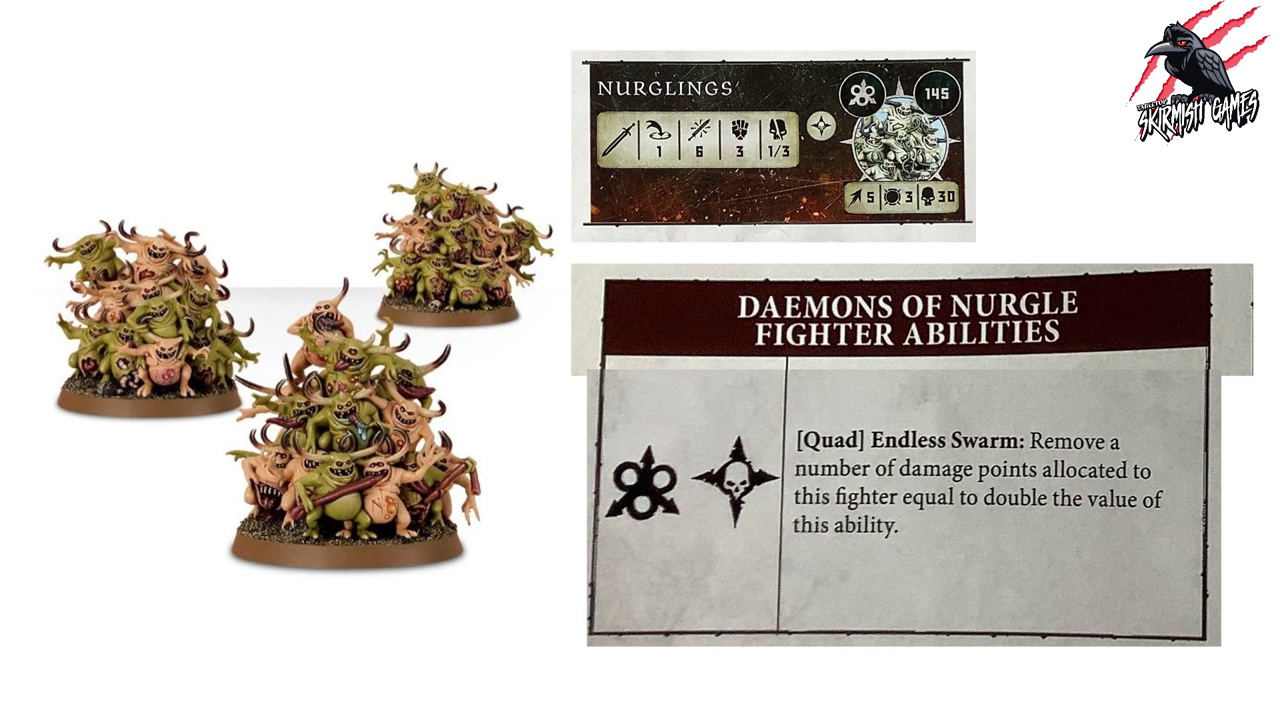 TABLETOP
SKIRMISH GAMES
NURGLINGS
145
1 6 3 1/3
5 3 30
DAEMONS OF NURGLE
FIGHTER ABILITIES
[Quad] Endless Swarm: Remove a
number of damage points allocated to
this fighter equal to double the value of
this ability.